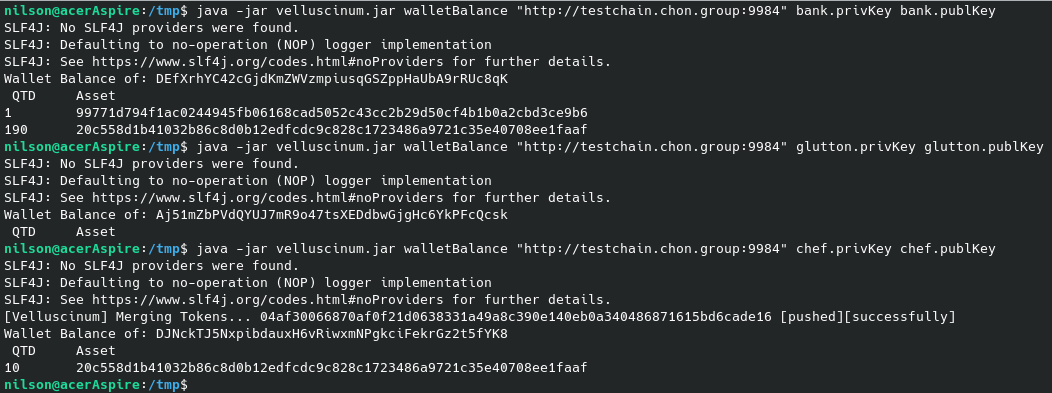 nilson@acerAspire:/tmp$ java -jar velluscinum.jar walletBalance "http://testchain.chon.group:9984" bank.privKey bank.publKey
SLF4J: No SLF4J providers were found.
SLF4J: Defaulting to no-operation (NOP) logger implementation
SLF4J: See https://www.slf4j.org/codes.html#noProviders for further details.
Wallet Balance of: DEfXrhYC42cGjdKmZWVzmpiusqGSZppHaUbA9rRUc8qK
QTD Asset
1 99771d794f1ac0244945fb06168cad5052c43cc2b29d50cf4b1b0a2cbd3ce9b6
190 20c558d1b41032b86c8d0b12edfcdc9c828c1723486a9721c35e40708ee1faaf
nilson@acerAspire:/tmp$ java -jar velluscinum.jar walletBalance "http://testchain.chon.group:9984" glutton.privKey glutton.publKey
SLF4J: No SLF4J providers were found.
SLF4J: Defaulting to no-operation (NOP) logger implementation
SLF4J: See https://www.slf4j.org/codes.html#noProviders for further details.
Wallet Balance of: Aj51mZbPVdQYUJ7mR9o47tsXEDdbwGjgHc6YkPFcQcsk
QTD Asset
nilson@acerAspire:/tmp$ java -jar velluscinum.jar walletBalance "http://testchain.chon.group:9984" chef.privKey chef.publKey
SLF4J: No SLF4J providers were found.
SLF4J: Defaulting to no-operation (NOP) logger implementation
SLF4J: See https://www.slf4j.org/codes.html#noProviders for further details.
[Velluscinum] Merging Tokens... 04af30066870af0f21d0638331a49a8c390e140eb0a340486871615bd6cade16 [pushed][successfully]
Wallet Balance of: DJNckTJ5NxpibdauxH6vRiwxmNPgkciFekrGz2t5fYK8
QTD Asset
10 20c558d1b41032b86c8d0b12edfcdc9c828c1723486a9721c35e40708ee1faaf
nilson@acerAspire:/tmp$